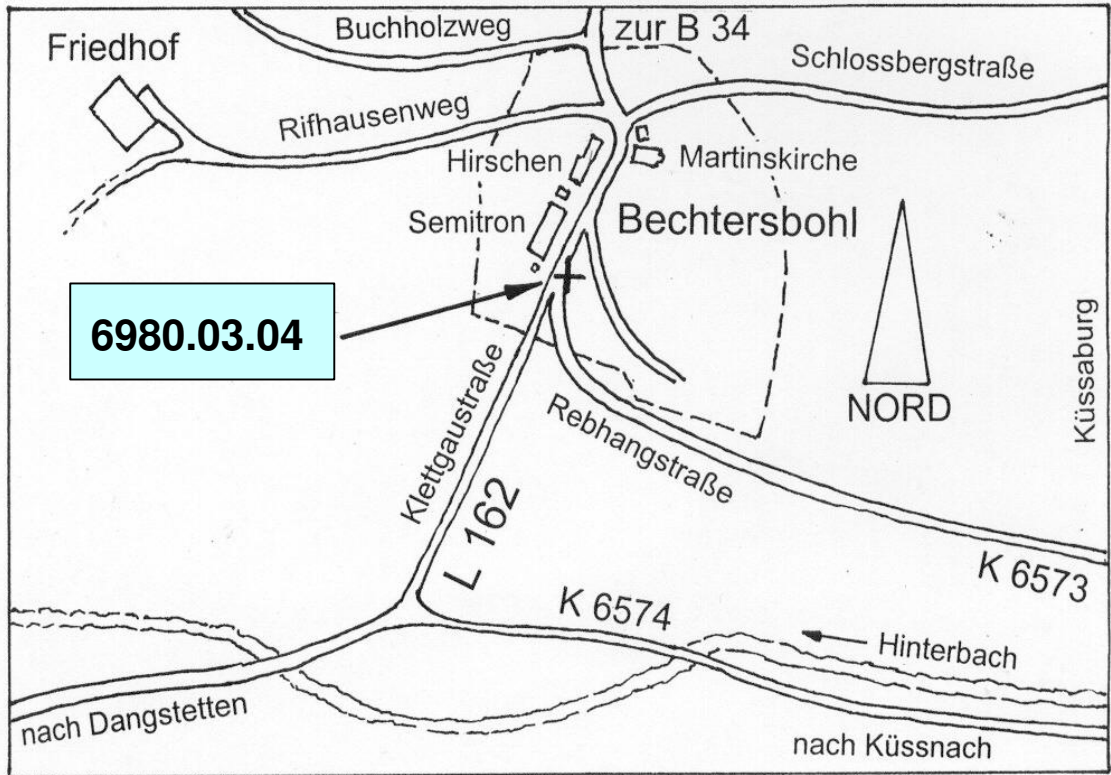 Buchholzweg
zur B 34
Friedhof
Schlossbergstraße
Rifhausenweg
Hirschen
Martinskirche
Semitron
Bechtersbohl
6980.03.04
NORD
Küssaburg
Klettgaustraße
Rebhangstraße
L 162
K 6573
K 6574
Hinterbach
nach Dangstetten
nach Küssnach